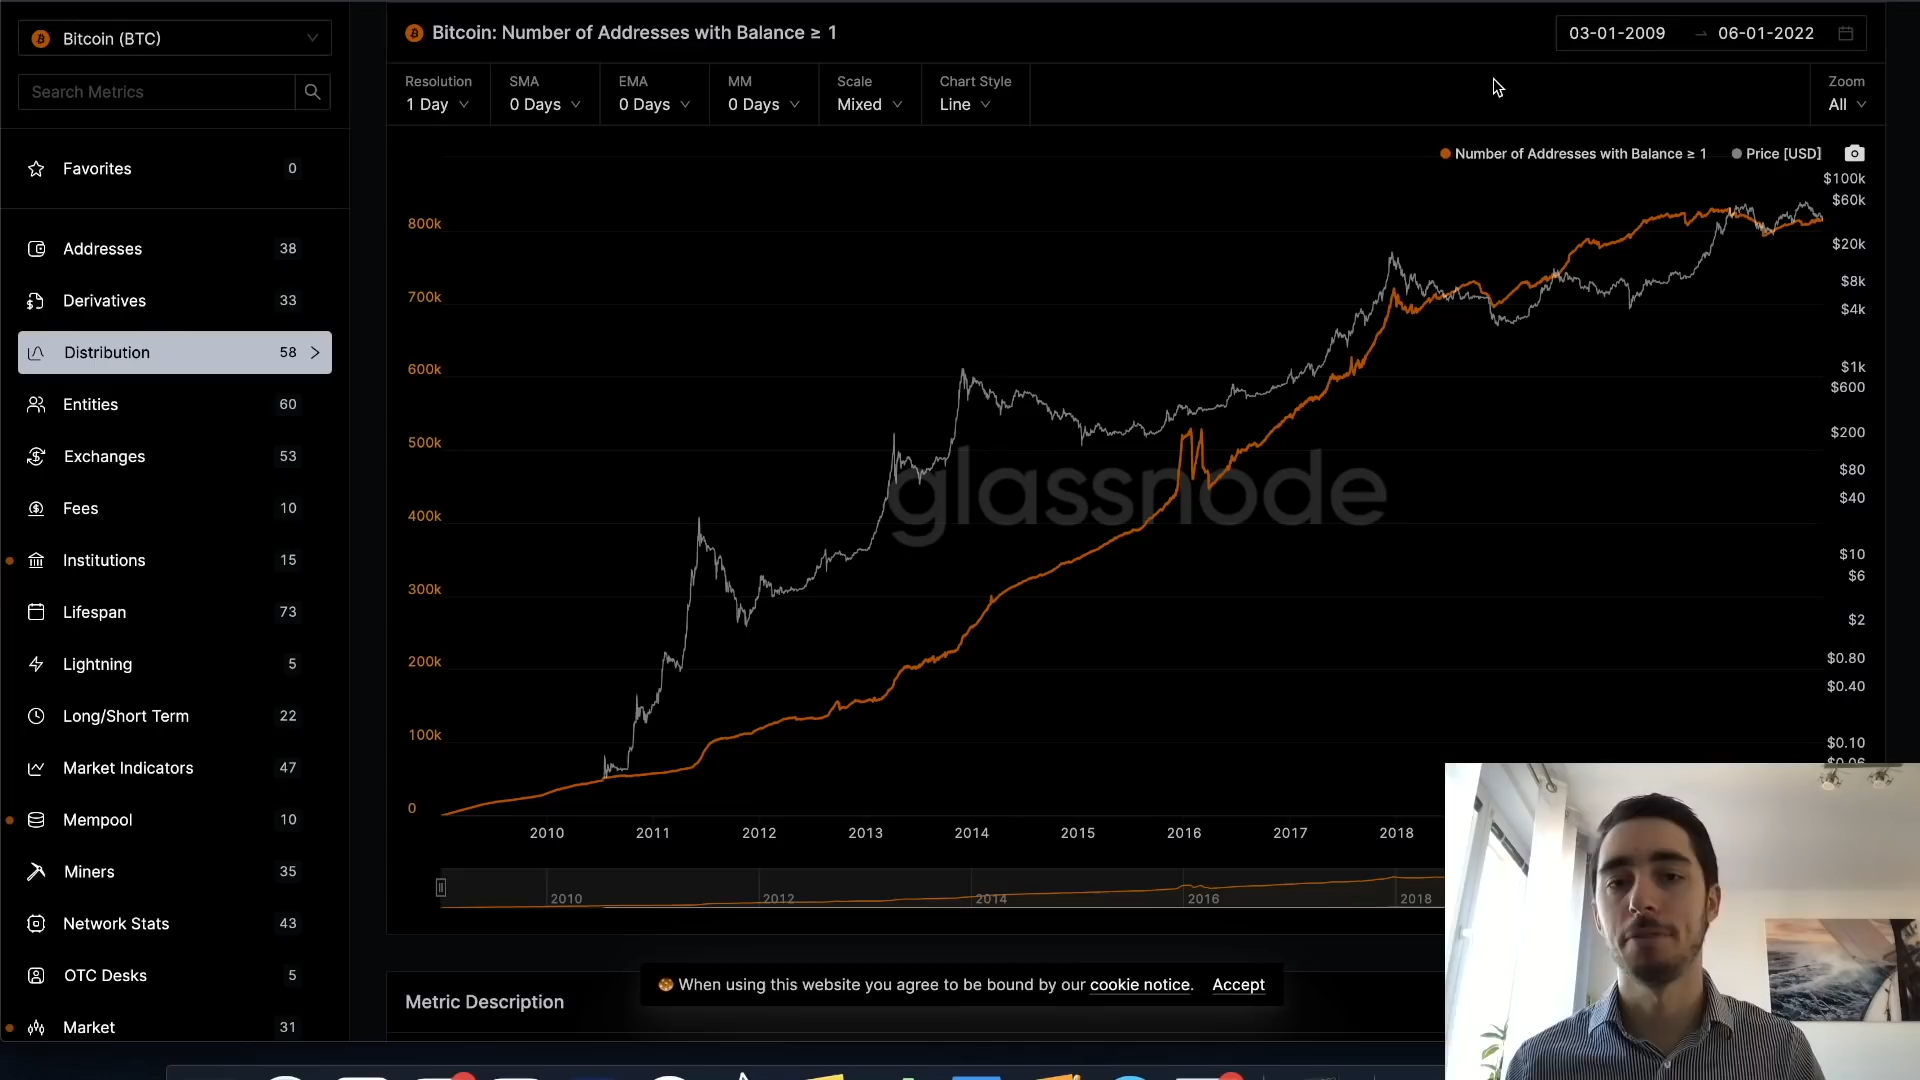 Bitcoin (BTC)
Search Metrics
Favorites 0
Addresses 38
Derivatives 33
Distribution 58
Entities 60
Exchanges 53
Fees 10
Institutions 15
Lifespan 73
Lightning 5
Long/Short Term 22
Market Indicators 47
Mempool 10
Miners 35
Network Stats 43
OTC Desks 5
Market 31
Bitcoin: Number of Addresses with Balance ≥ 1
03-01-2009 → 06-01-2022
Resolution SMA EMA MM Scale Chart Style Zoom
1 Day 0 Days 0 Days 0 Days Mixed Line All
Number of Addresses with Balance ≥ 1 Price [USD]
800k
700k
600k
500k
400k
300k
200k
100k
0
$100k
$60k
$20k
$8k
$4k
$1k
$600
$200
$80
$40
$10
$6
$2
$0.80
$0.40
$0.10
glassnode
2010 2011 2012 2013 2014 2015 2016 2017 2018
2010 2012 2014 2016 2018
When using this website you agree to be bound by our cookie notice. Accept
Metric Description